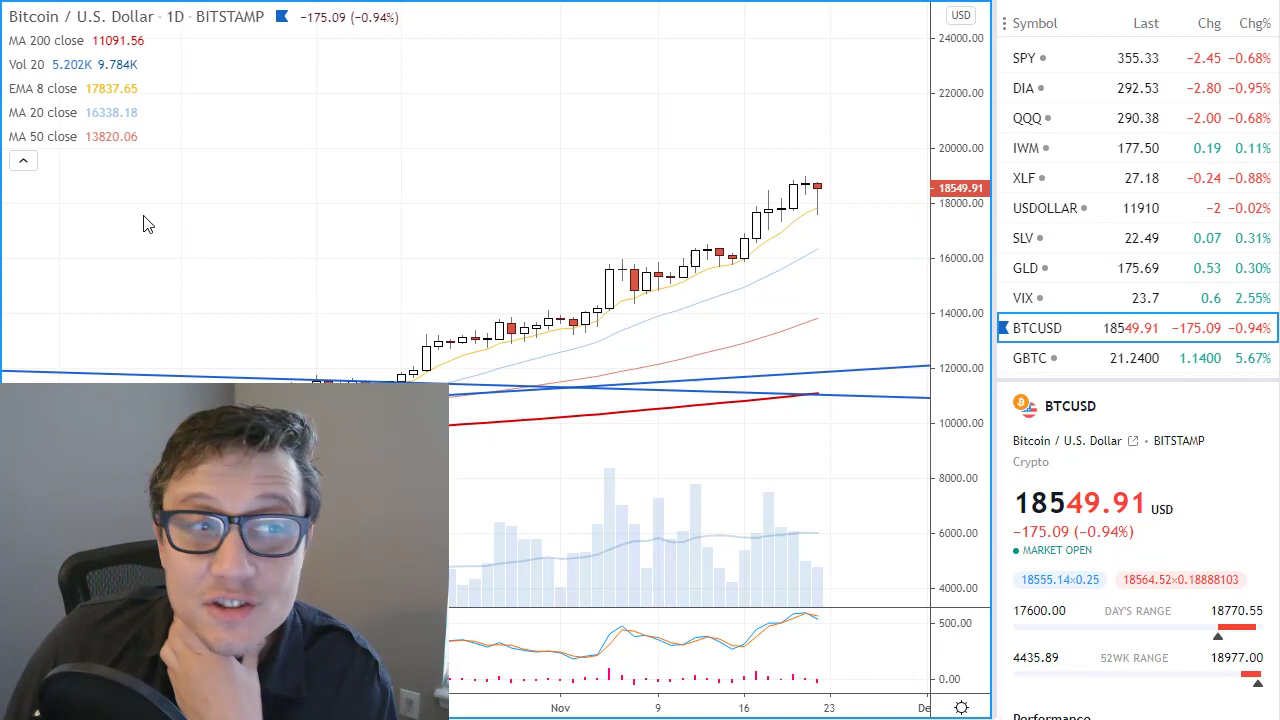 Bitcoin / U.S. Dollar · 1D · BITSTAMP −175.09 (−0.94%)
MA 200 close 11091.56
Vol 20 5.202K 9.784K
EMA 8 close 17837.65
MA 20 close 16338.18
MA 50 close 13820.06
USD
24000.00
22000.00
20000.00
18549.91
18000.00
16000.00
14000.00
12000.00
10000.00
8000.00
6000.00
4000.00
500.00
0.00
Nov 9 16 23 De
Symbol Last Chg Chg%
SPY 355.33 −2.45 −0.68%
DIA 292.53 −2.80 −0.95%
QQQ 290.38 −2.00 −0.68%
IWM 177.50 0.19 0.11%
XLF 27.18 −0.24 −0.88%
USDOLLAR 11910 −2 −0.02%
SLV 22.49 0.07 0.31%
GLD 175.69 0.53 0.30%
VIX 23.7 0.6 2.55%
BTCUSD 18549.91 −175.09 −0.94%
GBTC 21.2400 1.1400 5.67%
BTCUSD
Bitcoin / U.S. Dollar • BITSTAMP
Crypto
18549.91 USD
−175.09 (−0.94%)
MARKET OPEN
18555.14×0.25 18564.52×0.18888103
17600.00 DAY'S RANGE 18770.55
4435.89 52WK RANGE 18977.00
Performance